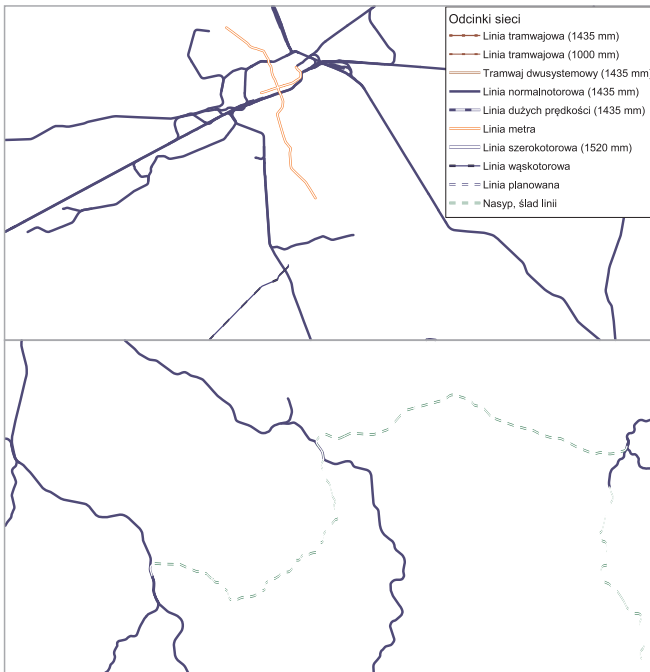 Odcinki sieci
Linia tramwajowa (1435 mm)
Linia tramwajowa (1000 mm)
Tramwaj dwusystemowy (1435 mm)
Linia normalnotorowa (1435 mm)
Linia dużych prędkości (1435 mm)
Linia metra
Linia szerokotorowa (1520 mm)
Linia wąskotorowa
Linia planowana
Nasyp, ślad linii